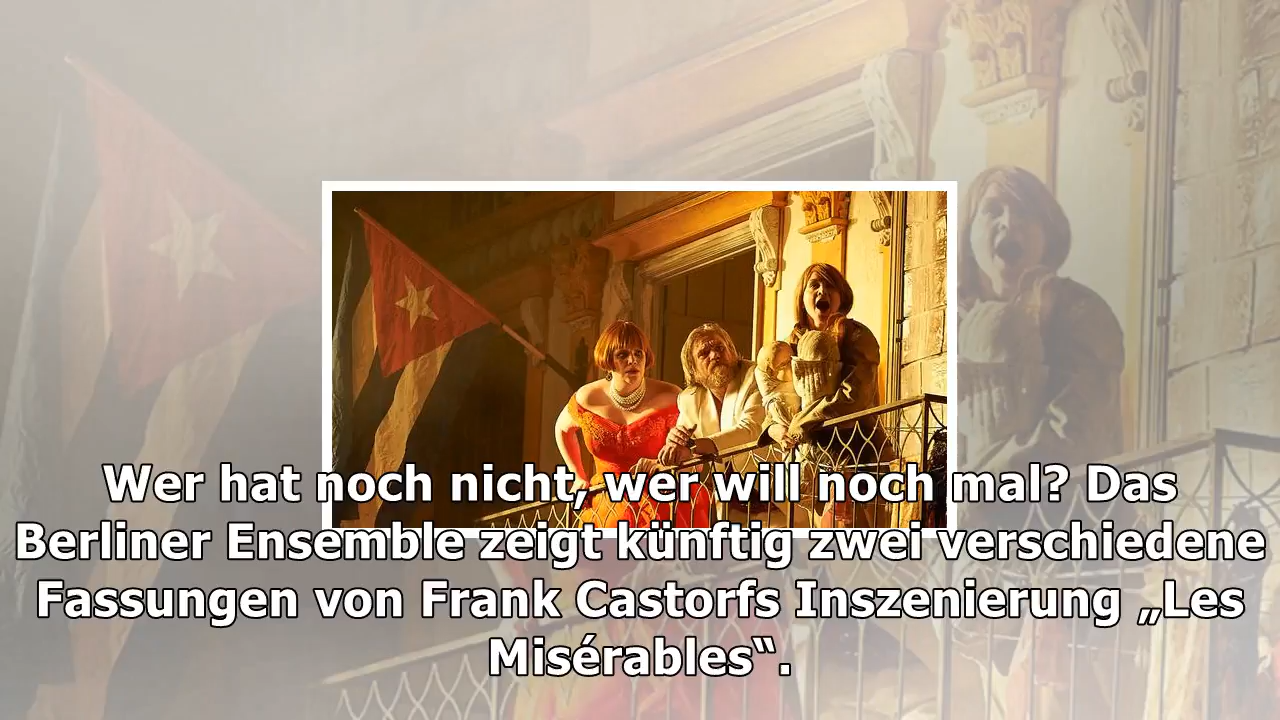 Wer hat noch nicht, wer will noch mal? Das
Berliner Ensemble zeigt künftig zwei verschiedene
Fassungen von Frank Castorfs Inszenierung „Les
Misérables“.